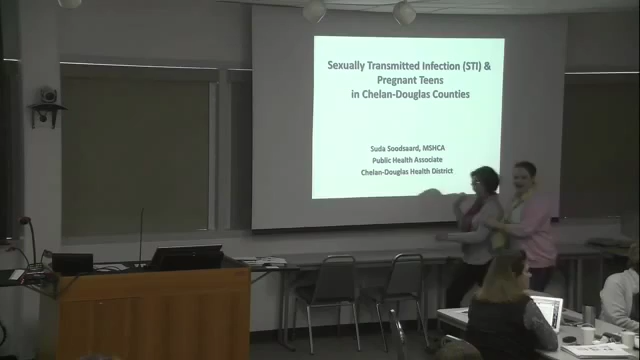 Sexually Transmitted Infection (STI) &
Pregnant Teens
in Chelan-Douglas Counties
Suda Soodsaard, MSHCA
Public Health Associate
Chelan-Douglas Health District